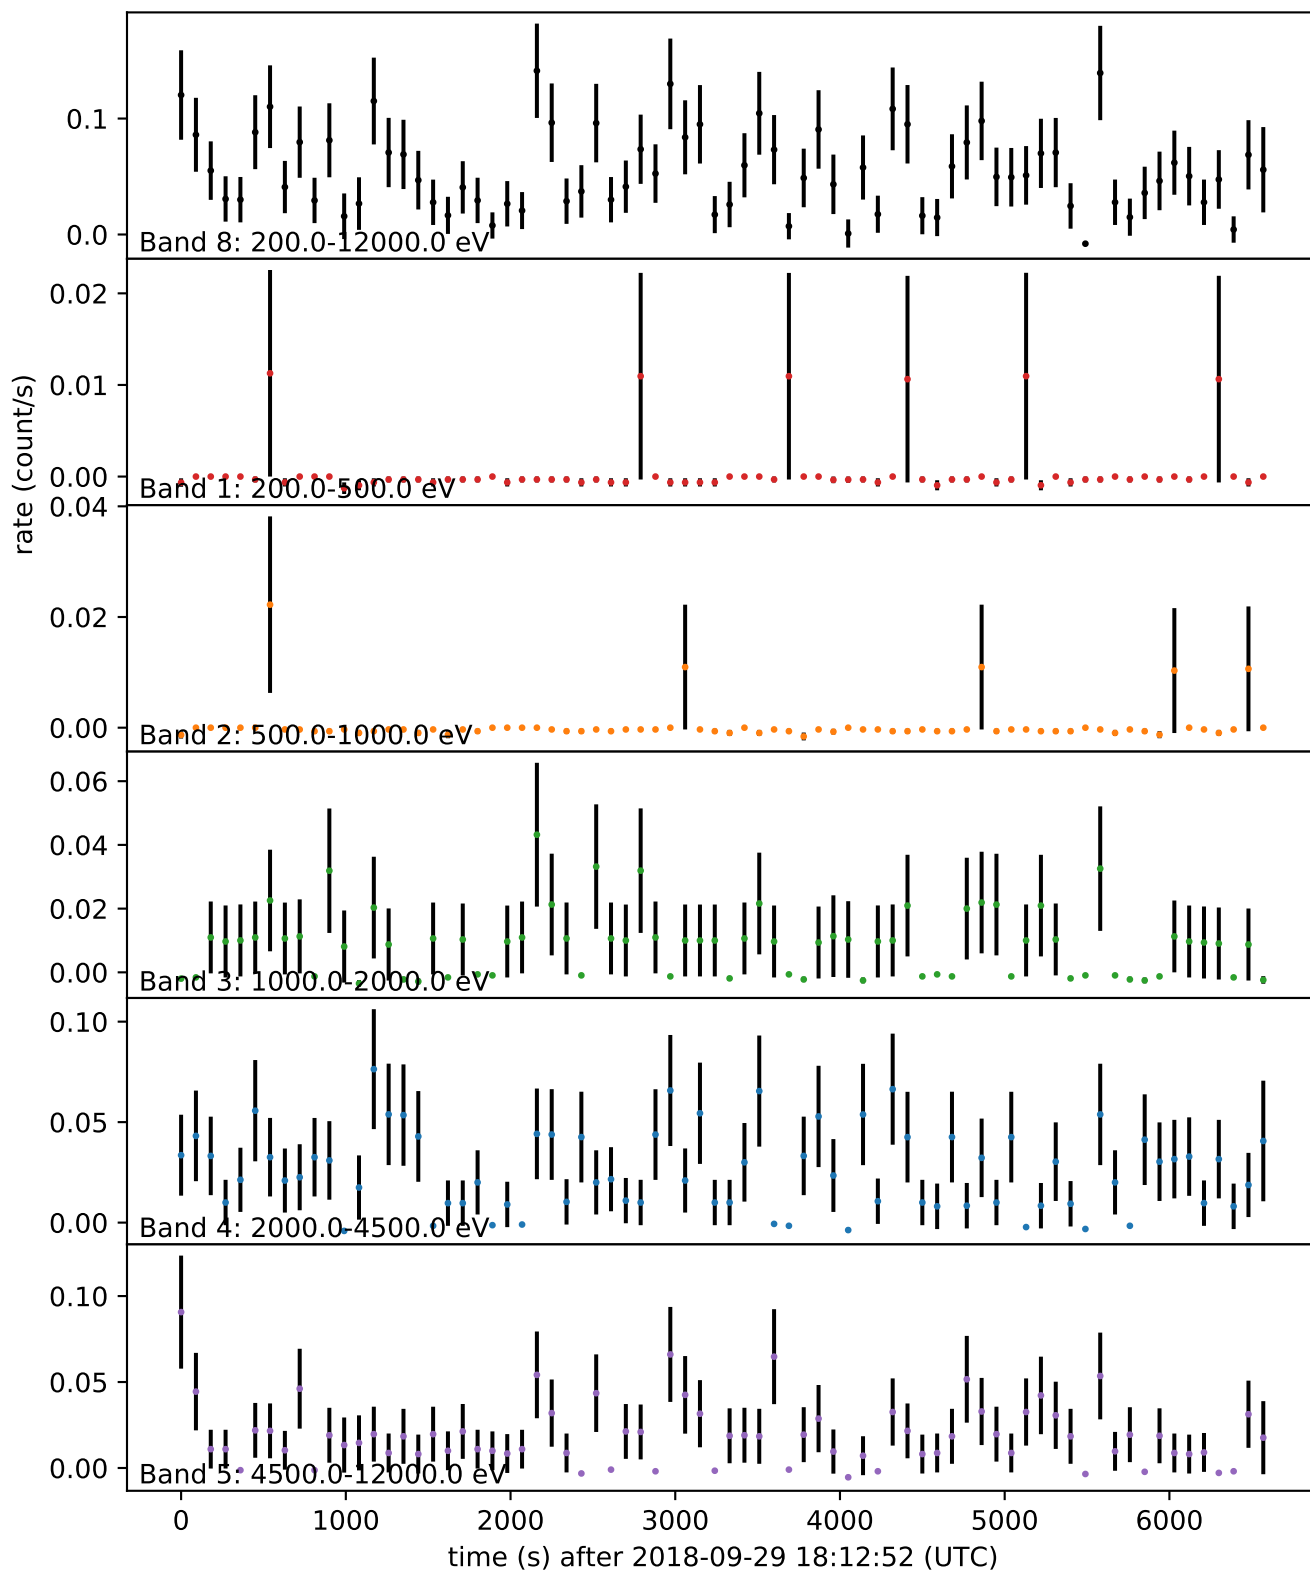 0.1
0.0
Band 8: 200.0-12000.0 eV
0.02
0.01
0.00
Band 1: 200.0-500.0 eV
rate (count/s)
0.04
0.02
0.00
Band 2: 500.0-1000.0 eV
0.06
0.04
0.02
0.00
Band 3: 1000.0-2000.0 eV
0.10
0.05
0.00
Band 4: 2000.0-4500.0 eV
0.10
0.05
0.00
Band 5: 4500.0-12000.0 eV
0 1000 2000 3000 4000 5000 6000
time (s) after 2018-09-29 18:12:52 (UTC)